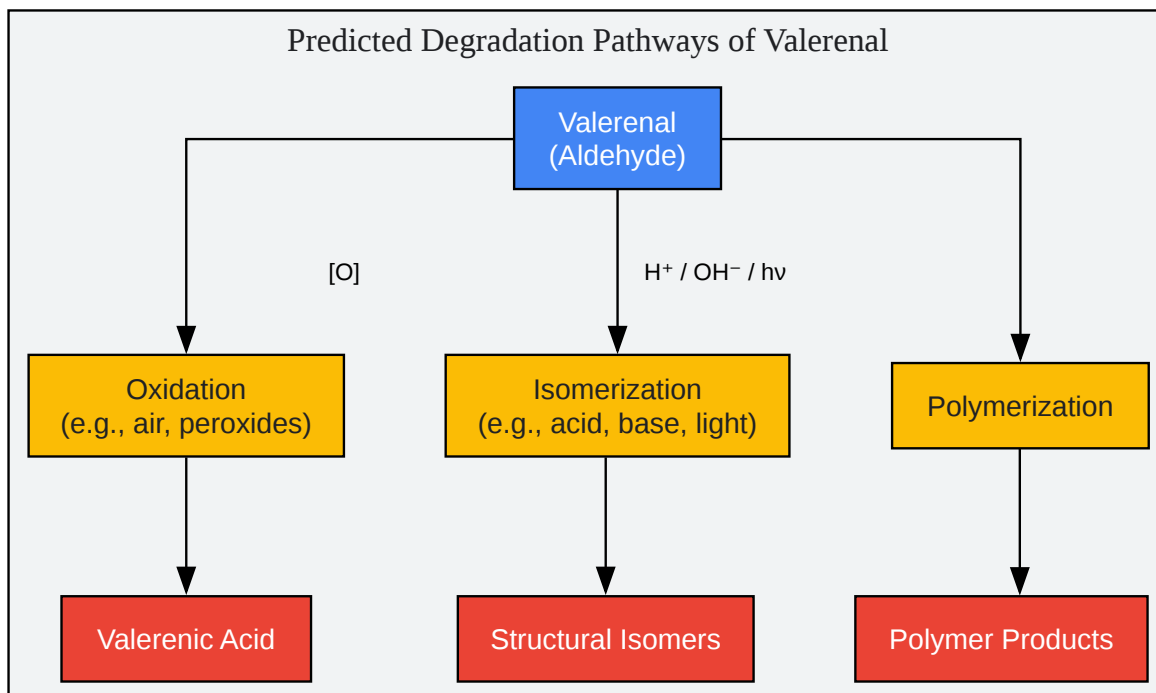 Predicted Degradation Pathways of Valerenal
Valerenal
(Aldehyde)
[O]
H⁺ / OH⁻ / hν
Oxidation
(e.g., air, peroxides)
Isomerization
(e.g., acid, base, light)
Polymerization
Valerenic Acid
Structural Isomers
Polymer Products